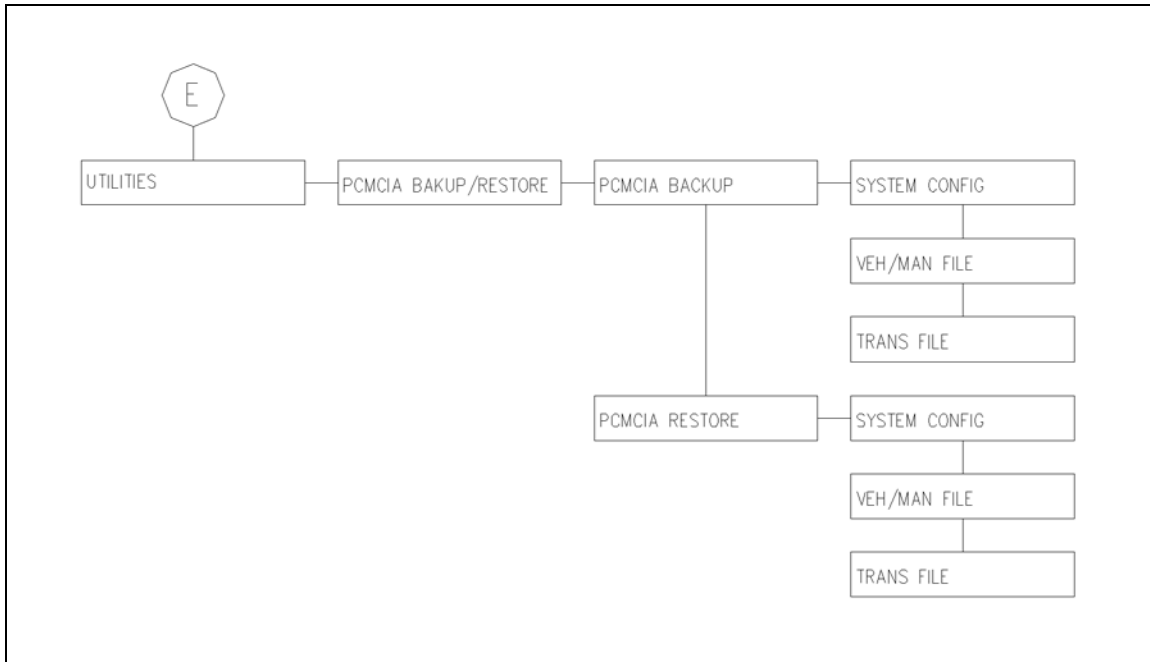 E
UTILITIES
PCMCIA BAKUP/RESTORE
PCMCIA BACKUP
SYSTEM CONFIG
VEH/MAN FILE
TRANS FILE
PCMCIA RESTORE
SYSTEM CONFIG
VEH/MAN FILE
TRANS FILE